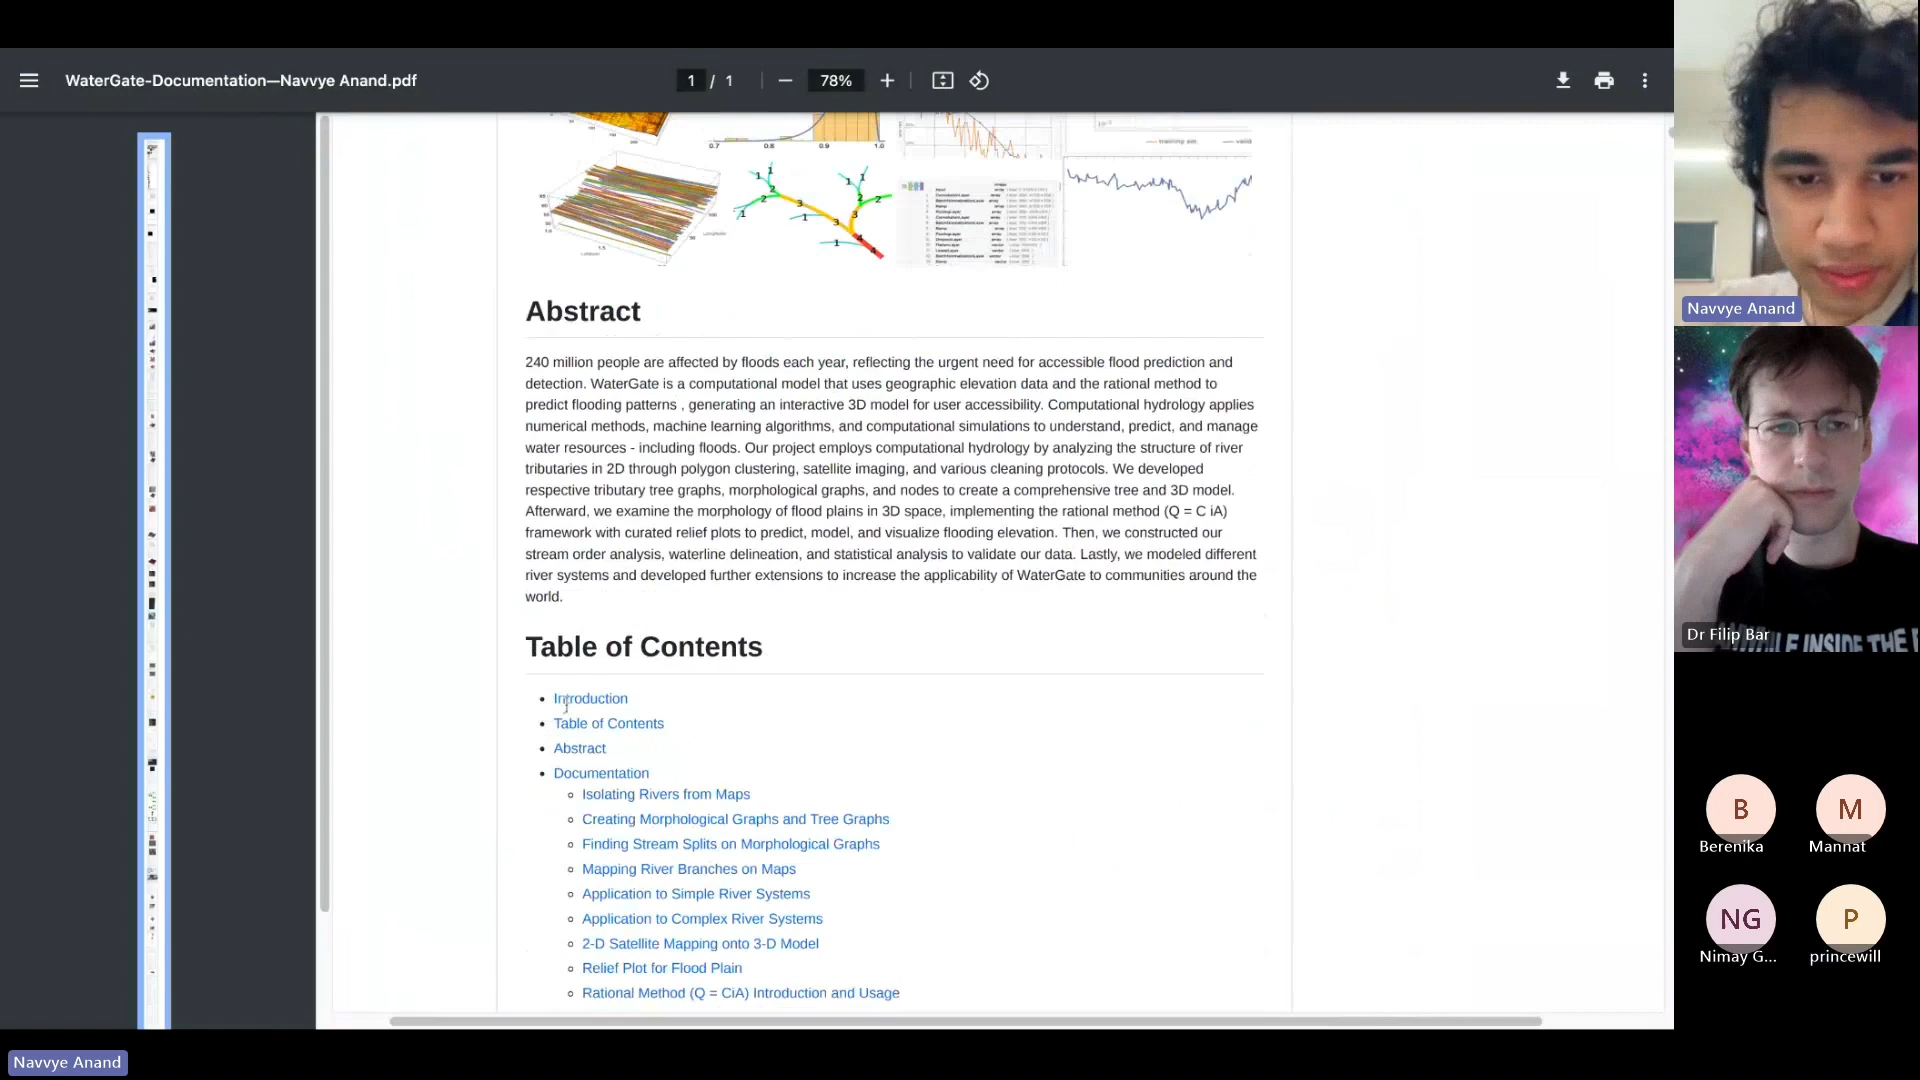 WaterGate-Documentation—Navvye Anand.pdf
1 / 1
78%
0.7 0.8 0.9 1.0
Abstract
240 million people are affected by floods each year, reflecting the urgent need for accessible flood prediction and
detection. WaterGate is a computational model that uses geographic elevation data and the rational method to
predict flooding patterns , generating an interactive 3D model for user accessibility. Computational hydrology applies
numerical methods, machine learning algorithms, and computational simulations to understand, predict, and manage
water resources - including floods. Our project employs computational hydrology by analyzing the structure of river
tributaries in 2D through polygon clustering, satellite imaging, and various cleaning protocols. We developed
respective tributary tree graphs, morphological graphs, and nodes to create a comprehensive tree and 3D model.
Afterward, we examine the morphology of flood plains in 3D space, implementing the rational method (Q = C iA)
framework with curated relief plots to predict, model, and visualize flooding elevation. Then, we constructed our
stream order analysis, waterline delineation, and statistical analysis to validate our data. Lastly, we modeled different
river systems and developed further extensions to increase the applicability of WaterGate to communities around the
world.
Table of Contents
Introduction
Table of Contents
Abstract
Documentation
Isolating Rivers from Maps
Creating Morphological Graphs and Tree Graphs
Finding Stream Splits on Morphological Graphs
Mapping River Branches on Maps
Application to Simple River Systems
Application to Complex River Systems
2-D Satellite Mapping onto 3-D Model
Relief Plot for Flood Plain
Rational Method (Q = CiA) Introduction and Usage
Navvye Anand
Dr Filip Bar
INSIDE THE
B
Berenika
M
Mannat
NG
Nimay G...
P
princewill
Navvye Anand